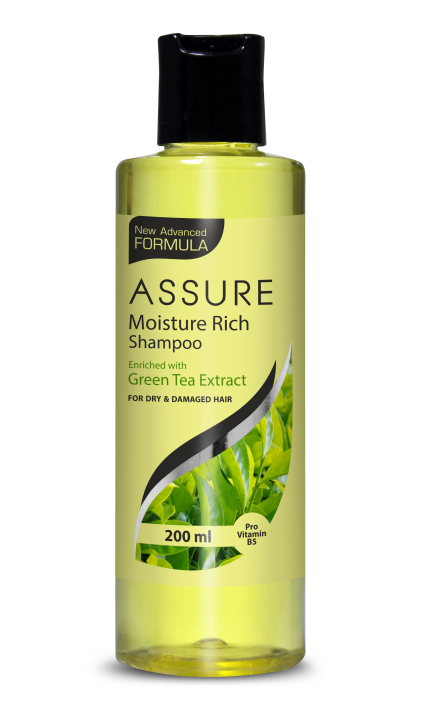 New Advanced
FORMULA
ASSURE
Moisture Rich
Shampoo
Enriched with
Green Tea Extract
FOR DRY & DAMAGED HAIR
200 ml
Pro
Vitamin
B5